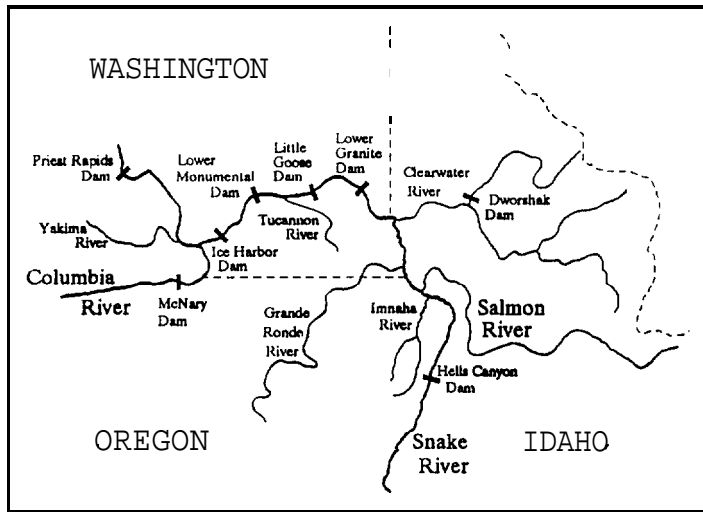 WASHINGTON
Priest Rapids
Dam
Lower
Monumental
Dam
Little
Goose
Dam
Lower
Granite
Dam
Clearwater
River
Dworshak
Dam
Yakima
River
Tucannon
River
Ice Harbor
Dam
Columbia
River
McNary
Dam
Grande
Ronde
River
Imnaha
River
Salmon
River
Hells Canyon
Dam
OREGON
Snake
River
IDAHO